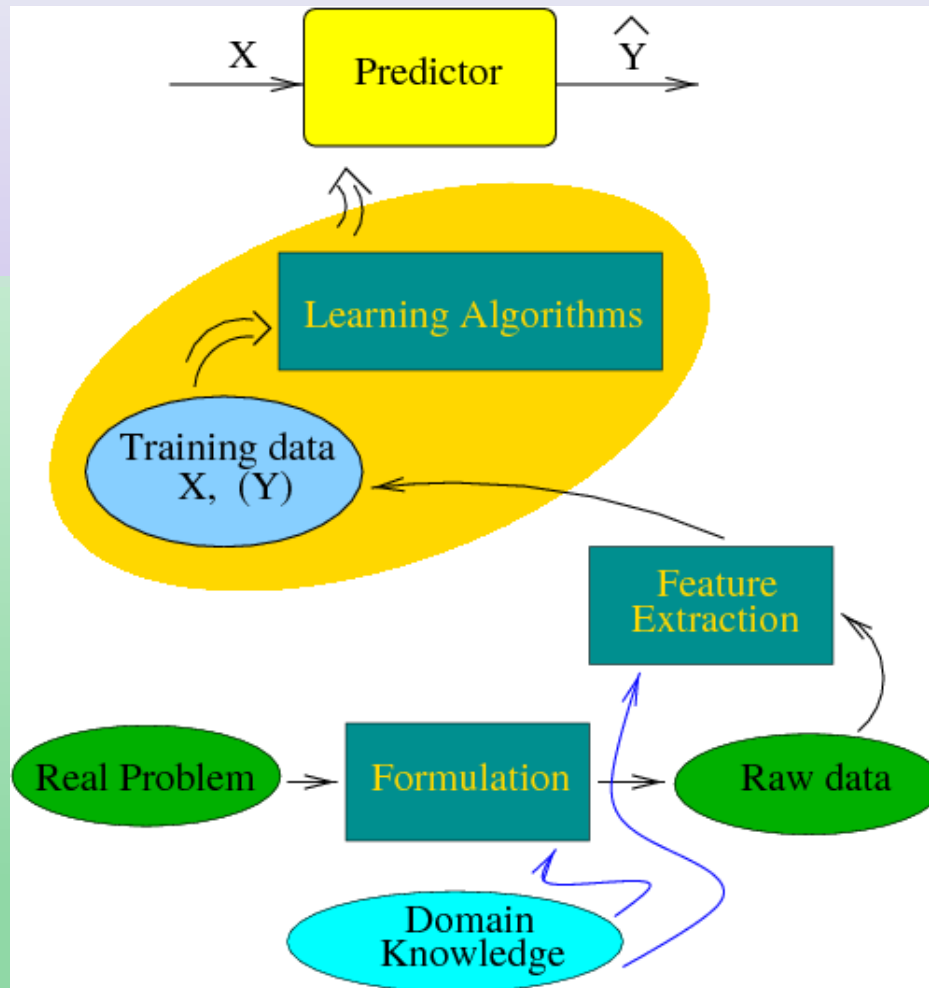 X
Predictor
Ŷ
Learning Algorithms
Training data
X, (Y)
Feature
Extraction
Real Problem
Formulation
Raw data
Domain
Knowledge